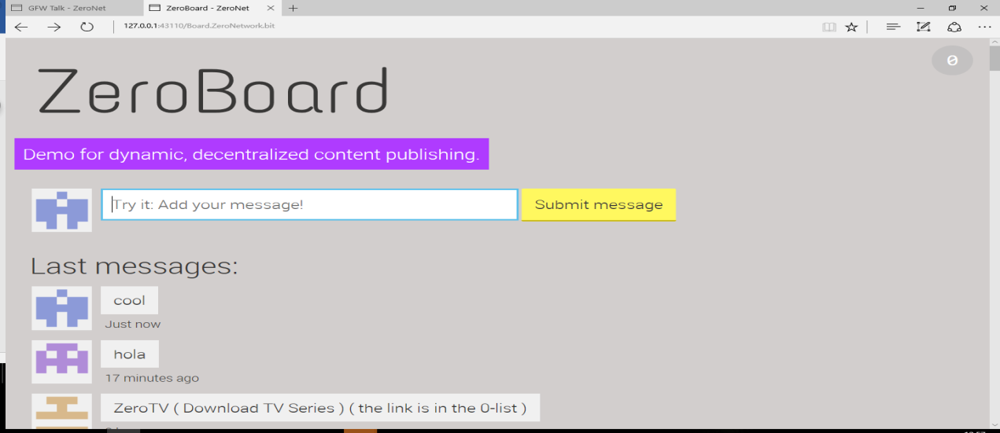 GFW Talk - ZeroNet
ZeroBoard - ZeroNet
127.0.0.1:43110/Board.ZeroNetwork.bit
ZeroBoard
Demo for dynamic, decentralized content publishing.
Try it: Add your message!
Submit message
Last messages:
cool
Just now
hola
17 minutes ago
ZeroTV ( Download TV Series ) ( the link is in the 0-list )